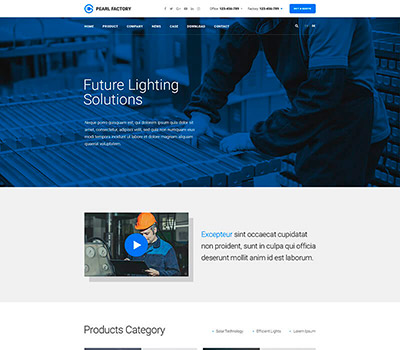 PEARL FACTORY
Office 123-456-789
Factory 123-456-789
HOME PRODUCT COMPANY NEWS CASE DOWNLOAD
Future Lighting
Solutions
Neque porro quisquam est, qui dolorem ipsum quia dolor sit
amet, consectetur, adipisci velit, sed quia non numquam eius
modi tempora incidunt ut labore et dolore magnam aliquam
quaerat voluptatem.
Excepteur sint occaecat cupidatat
non proident, sunt in culpa qui officia
deserunt mollit anim id est laborum.
Products Category
Solar Technology
Efficient Lights
Lorem Ipsum